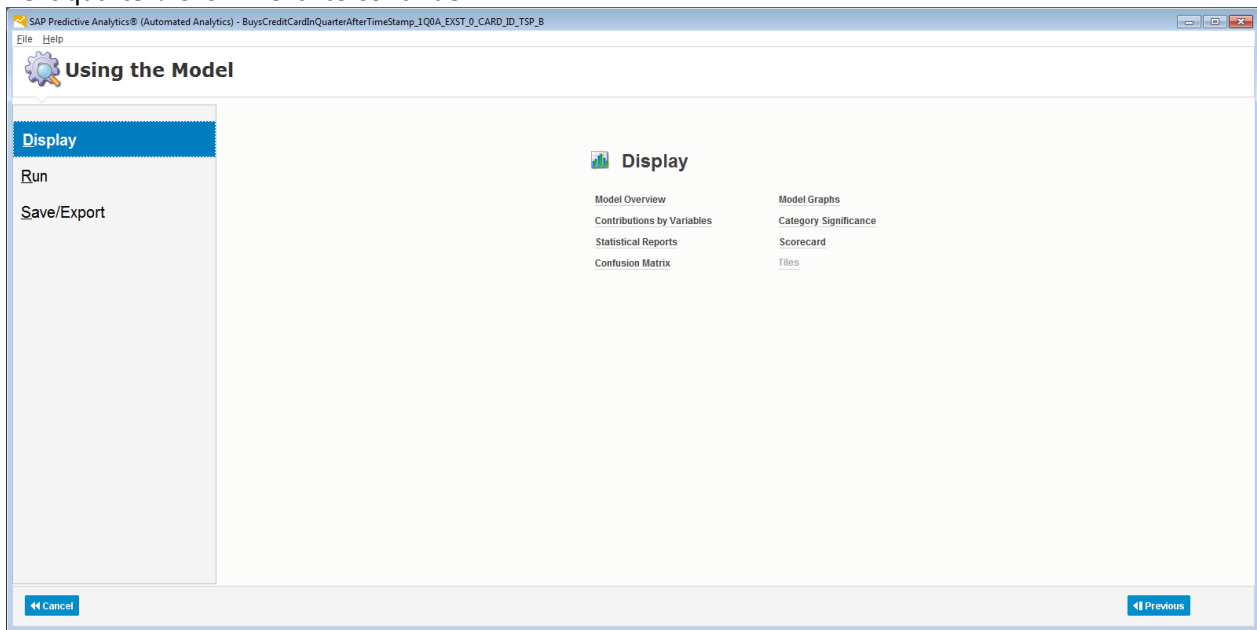 SAP Predictive Analytics® (Automated Analytics) - BuysCreditCardInQuarterAfterTimeStamp_1Q0A_EXST_0_CARD_ID_TSP_B
File Help
Using the Model
Display
Run
Save/Export
Display
Model Overview Model Graphs
Contributions by Variables Category Significance
Statistical Reports Scorecard
Confusion Matrix Tiles
Cancel Previous